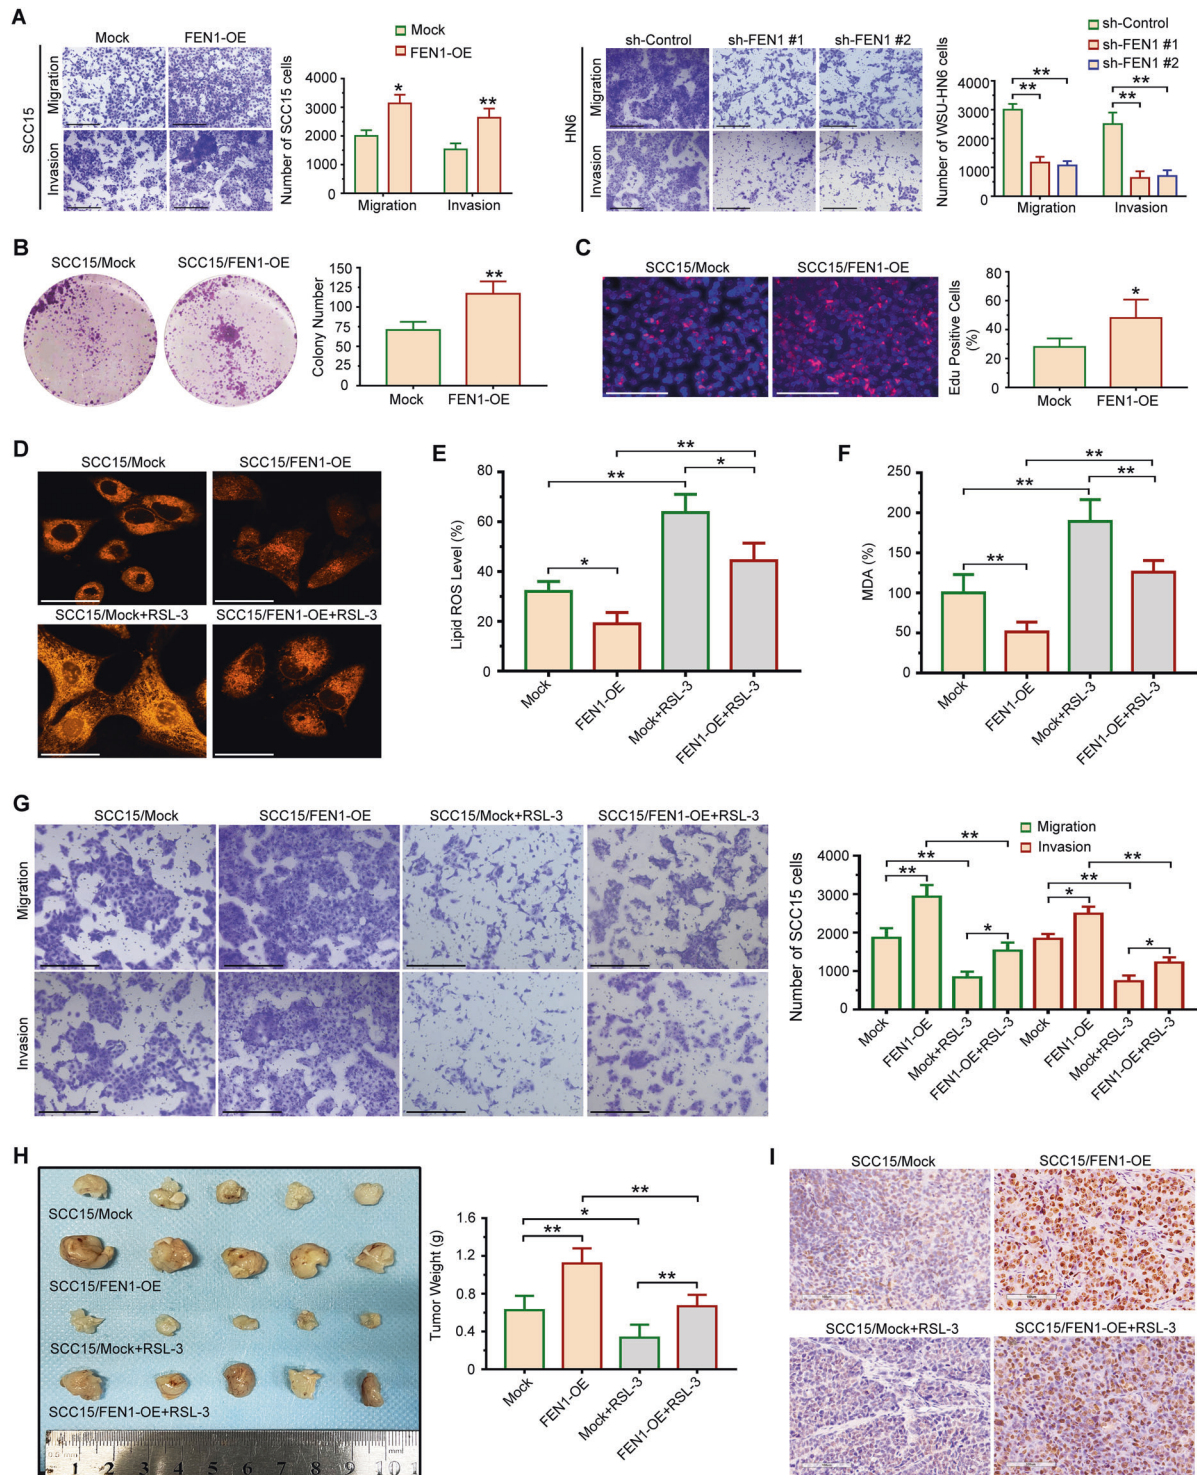 A
Mock FEN1-OE
SCC15
Migration
Invasion
Mock
FEN1-OE
Number of SCC15 cells
4000
3000
2000
1000
0
* **
Migration Invasion
sh-Control sh-FEN1 #1 sh-FEN1 #2
HN6
Migration
Invasion
sh-Control
sh-FEN1 #1
sh-FEN1 #2
Number of WSU-HN6 cells
4000
3000
2000
1000
0
** **
** **
Migration Invasion
B
SCC15/Mock SCC15/FEN1-OE
Colony Number
150
125
100
75
50
25
0
**
Mock FEN1-OE
C
SCC15/Mock SCC15/FEN1-OE
Edu Positive Cells
(%)
80
60
40
20
0
*
Mock FEN1-OE
D
SCC15/Mock SCC15/FEN1-OE
SCC15/Mock+RSL-3 SCC15/FEN1-OE+RSL-3
E
Lipid ROS Level (%)
80
60
40
20
0
**
** *
*
Mock
FEN1-OE
Mock+RSL-3
FEN1-OE+RSL-3
F
MDA (%)
250
200
150
100
50
0
**
** **
**
Mock
FEN1-OE
Mock+RSL-3
FEN1-OE+RSL-3
G
SCC15/Mock SCC15/FEN1-OE SCC15/Mock+RSL-3 SCC15/FEN1-OE+RSL-3
Migration
Invasion
Migration
Invasion
Number of SCC15 cells
4000
3000
2000
1000
0
** **
** **
** *
* *
Mock
FEN1-OE
Mock+RSL-3
FEN1-OE+RSL-3
Mock
FEN1-OE
Mock+RSL-3
FEN1-OE+RSL-3
H
SCC15/Mock
SCC15/FEN1-OE
SCC15/Mock+RSL-3
SCC15/FEN1-OE+RSL-3
mm
1 2 3 4 5 6 7 8 9 10 1
Tumor Weight (g)
1.6
1.2
0.8
0.4
0
**
*
**
**
Mock
FEN1-OE
Mock+RSL-3
FEN1-OE+RSL-3
I
SCC15/Mock SCC15/FEN1-OE
SCC15/Mock+RSL-3 SCC15/FEN1-OE+RSL-3